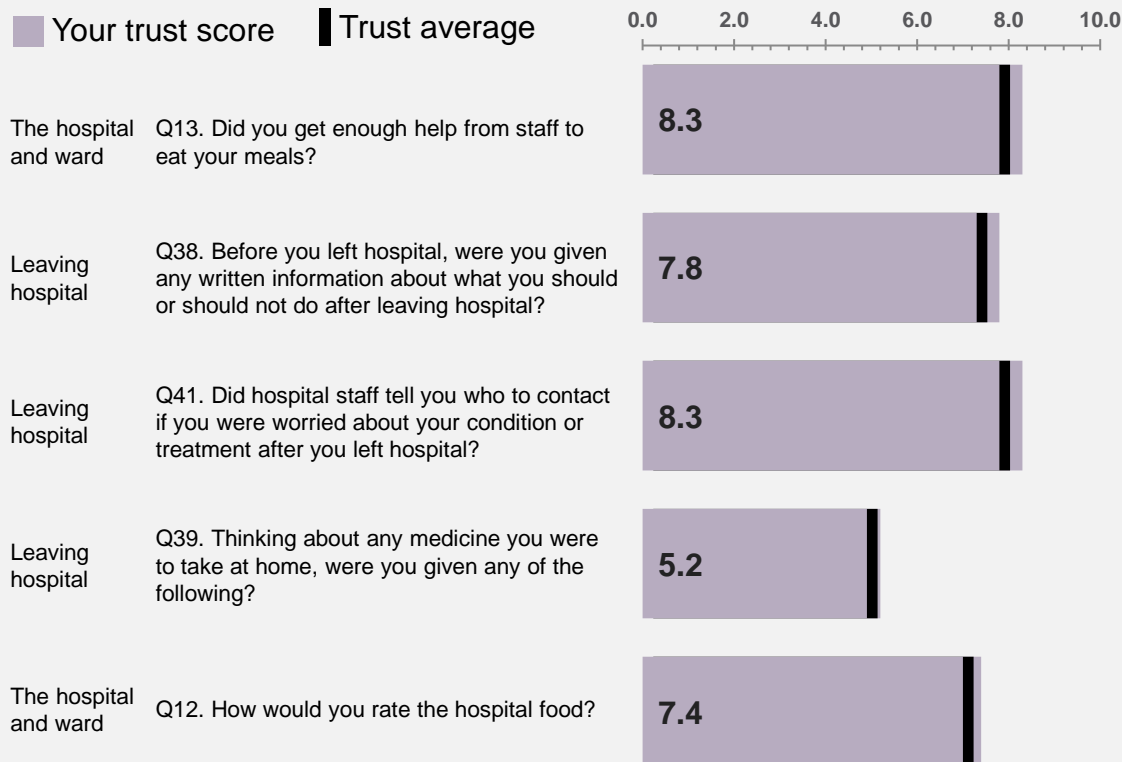 Your trust score Trust average
0.0 2.0 4.0 6.0 8.0 10.0
The hospital
and ward
Q13. Did you get enough help from staff to
eat your meals?
8.3
Leaving
hospital
Q38. Before you left hospital, were you given
any written information about what you should
or should not do after leaving hospital?
7.8
Leaving
hospital
Q41. Did hospital staff tell you who to contact
if you were worried about your condition or
treatment after you left hospital?
8.3
Leaving
hospital
Q39. Thinking about any medicine you were
to take at home, were you given any of the
following?
5.2
The hospital
and ward
Q12. How would you rate the hospital food?
7.4